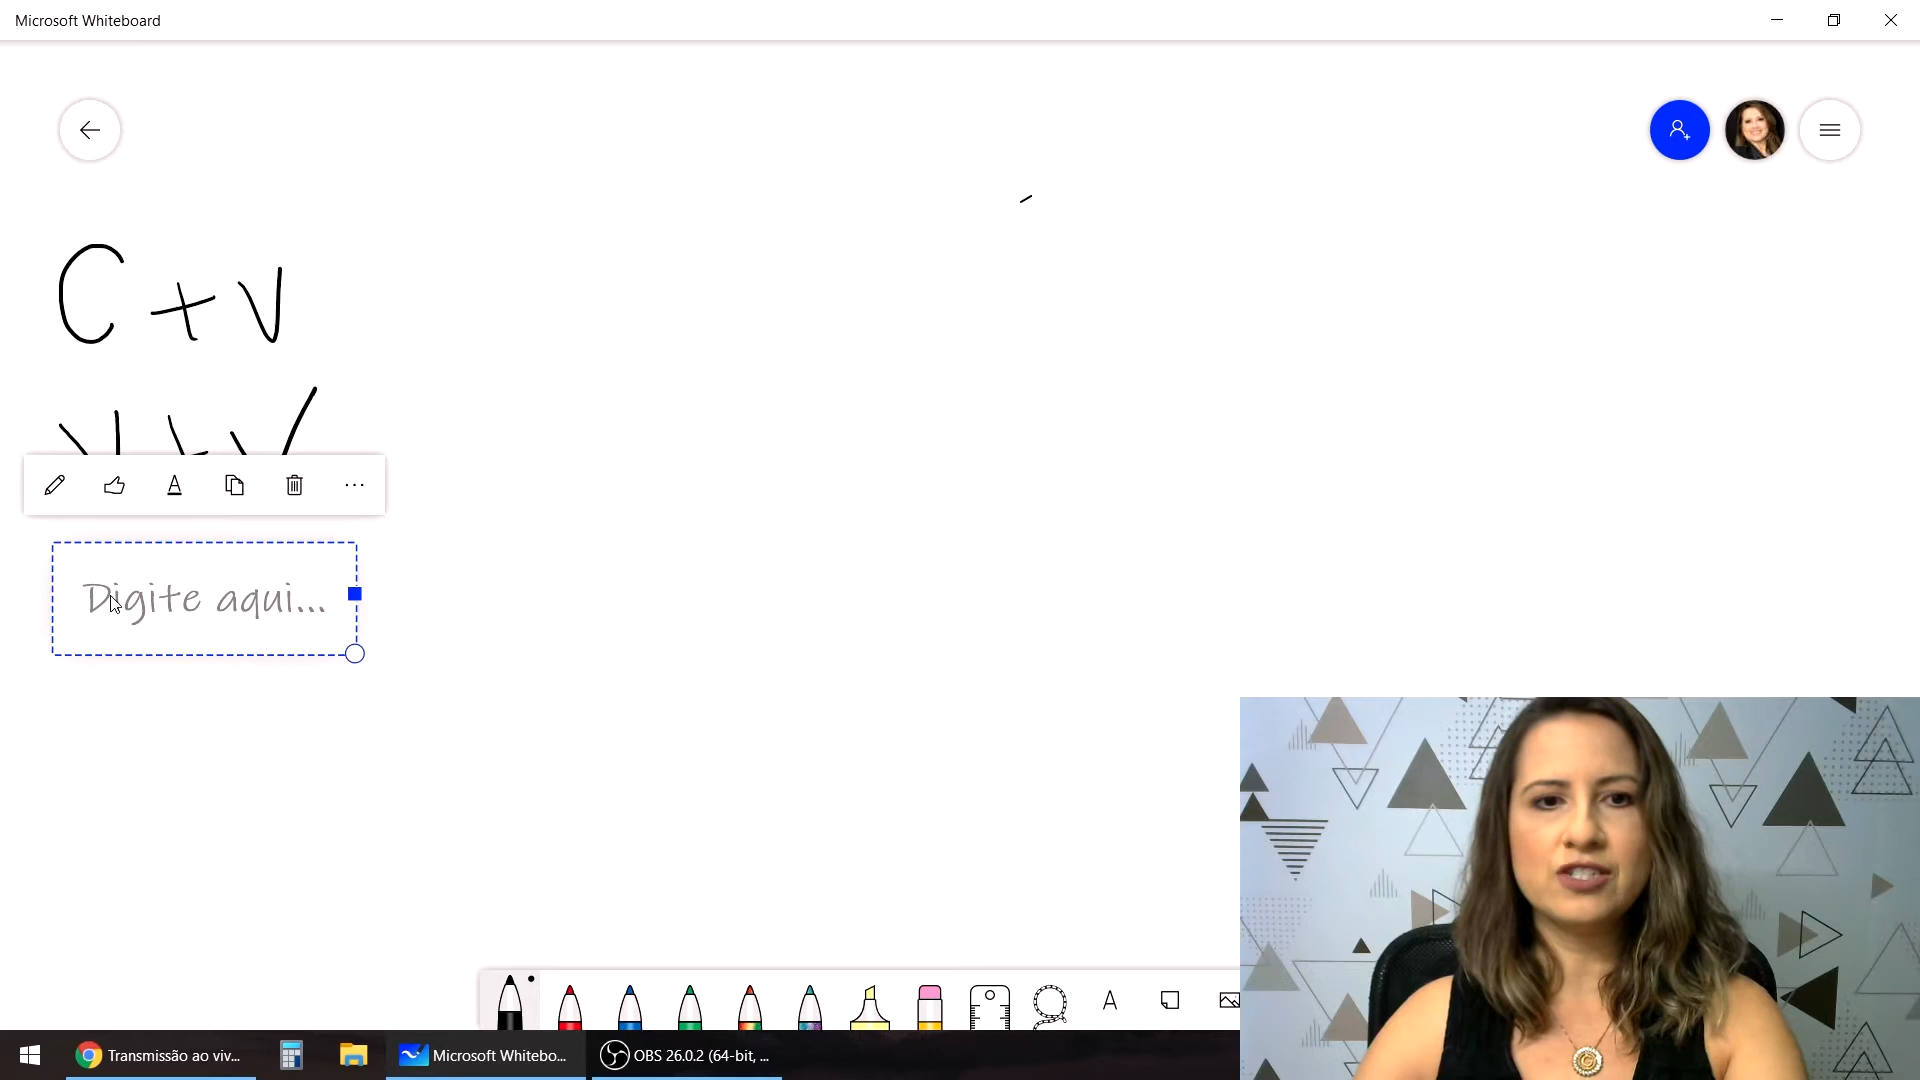 Microsoft Whiteboard
C + V
Digite aqui...
Transmissão ao viv...
Microsoft Whitebo...
OBS 26.0.2 (64-bit, ...